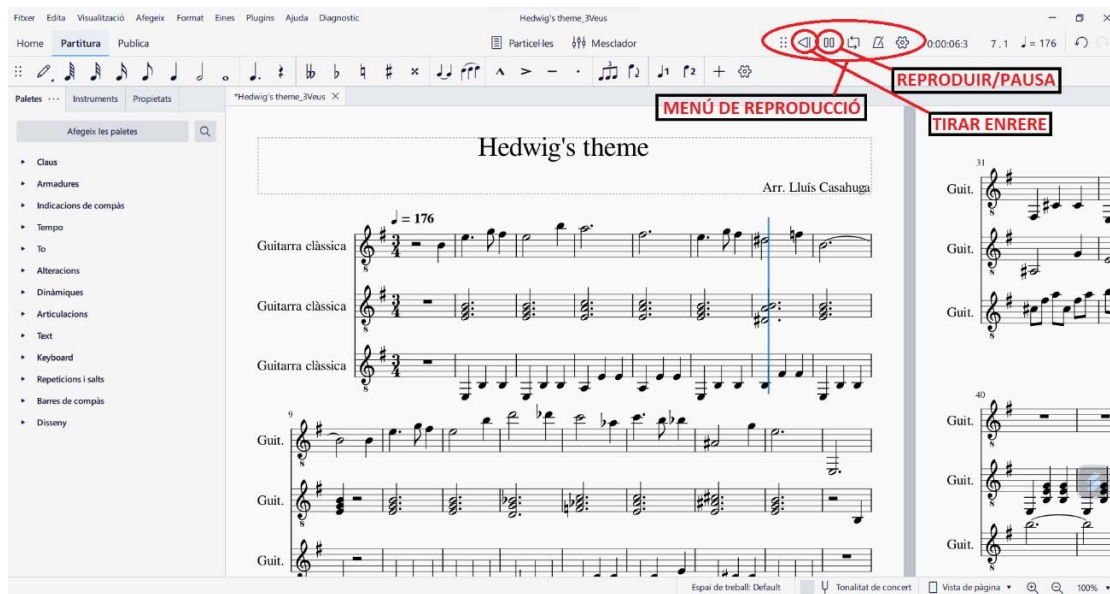 Fitxer Edita Visualització Afegeix Format Eines Plugins Ajuda Diagnostic
Hedwig's theme_3Veus
Home Partitura Publica
Particel·les Mesclador
0:00:06:3 7 . 1 ♩ = 176
REPRODUIR/PAUSA
MENÚ DE REPRODUCCIÓ
TIRAR ENRERE
Paletes ··· Instruments Propietats
*Hedwig's theme_3Veus
Afegeix les paletes
Claus
Armadures
Indicacions de compàs
Tempo
To
Alteracions
Dinàmiques
Articulacions
Text
Keyboard
Repeticions i salts
Barres de compàs
Disseny
Hedwig's theme
Arr. Lluís Casahuga
♩ = 176
Guitarra clàssica
Guitarra clàssica
Guitarra clàssica
9
Guit.
Guit.
Guit.
31
Guit.
Guit.
Guit.
40
Guit.
Guit.
Guit.
Espai de treball: Default Tonalitat de concert Vista de pàgina 100%